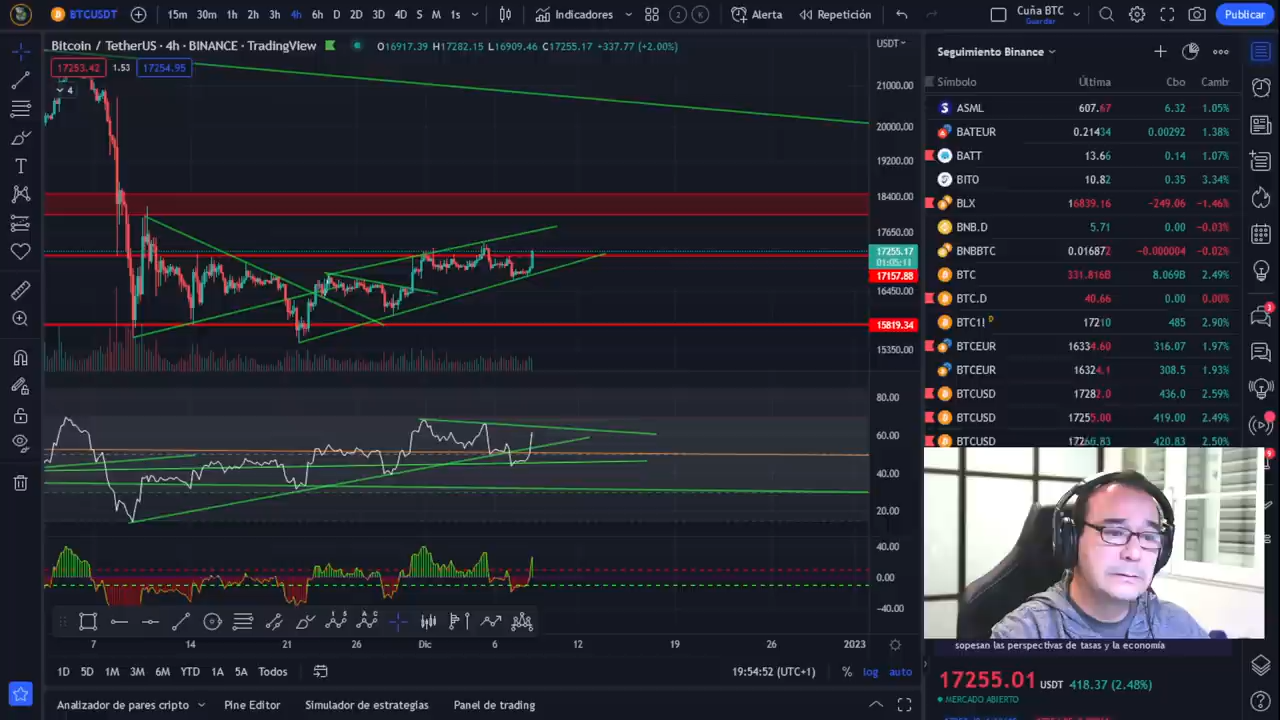 BTCUSDT 15m 30m 1h 2h 3h 4h 6h D 2D 3D 4D S M 1s Indicadores 2 K Alerta Repetición Cuña BTC Guardar Publicar
Bitcoin / TetherUS · 4h · BINANCE · TradingView O16917.39 H17282.15 L16909.46 C17255.17 +337.77 (+2.00%)
17253.42 1.53 17254.95
4
USDT
21000.00
20000.00
19200.00
18400.00
17650.00
17255.17
01:05:11
17157.88
16450.00
15819.34
15350.00
80.00
60.00
40.00
20.00
40.00
0.00
−40.00
7 14 21 28 Dic 6 12 19 26 2023
1D 5D 1M 3M 6M YTD 1A 5A Todos 19:54:52 (UTC+1) % log auto
Analizador de pares cripto Simulador de estrategias Panel de trading
Seguimiento Binance
Símbolo Última Cbo Camb
ASML 607.67 6.32 1.05%
BATEUR 0.21434 0.00292 1.38%
BATT 13.66 0.14 1.07%
BITO 10.82 0.35 3.34%
BLX 16839.16 −249.06 −1.46%
BNB.D 5.71 0.00 −0.03%
BNBBTC 0.016872 −0.000004 −0.02%
BTC 331.816B 8.069B 2.49%
BTC.D 40.66 0.00 0.00%
BTC1! D 17210 485 2.90%
BTCEUR 16334.60 316.07 1.97%
BTCEUR 16324.1 308.5 1.93%
BTCUSD 17282.0 436.0 2.59%
BTCUSD 17255.00 419.00 2.49%
BTCUSD 17266.83 420.83 2.50%
sopesan las perspectivas de tasas y la economía
17255.01 USDT 418.37 (2.48%)
MERCADO ABIERTO